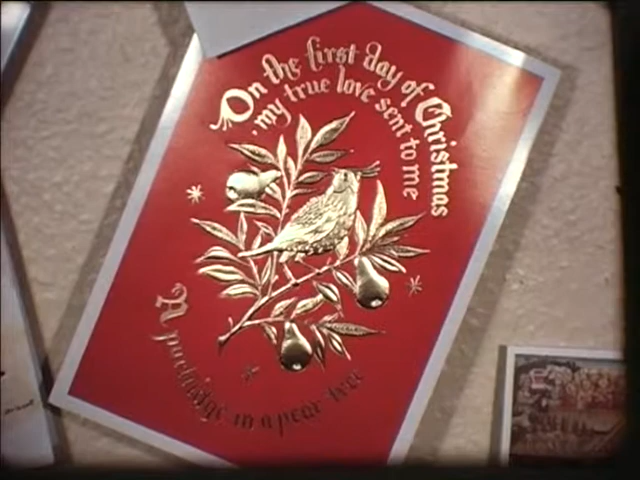 On the first day of Christmas
my true love sent to me
A partridge in a pear tree